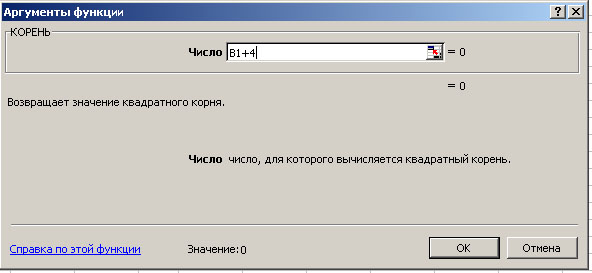 Аргументы функции
КОРЕНЬ
Число B1+4 = 0
= 0
Возвращает значение квадратного корня.
Число число, для которого вычисляется квадратный корень.
Справка по этой функции Значение:0 ОК Отмена